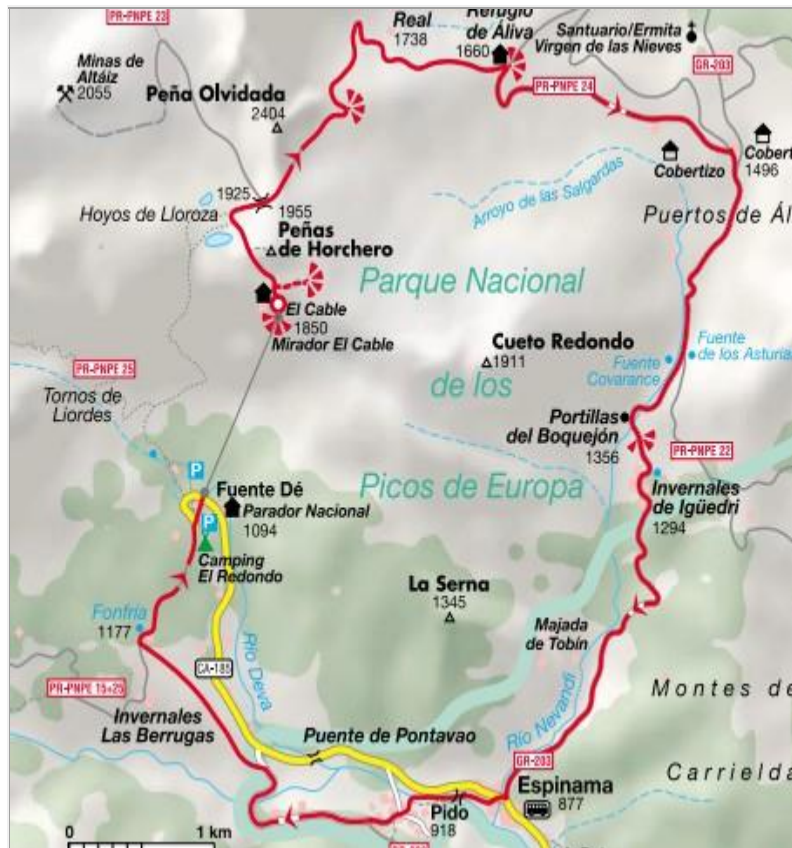 PR-PNPE 23
Real
1738
Refugio
de Áliva
1660
Santuario/Ermita
Virgen de las Nieves
GR-203
Minas de
Altáiz
2055
Peña Olvidada
2404
PR-PNPE 24
Cobertizo
Cobert
1496
Arroyo de las Salgardas
1925
Hoyos de Lloroza
1955
Puertos de Ál
Peñas
de Horchero
Parque Nacional
El Cable
1850
Mirador El Cable
Cueto Redondo
1911
Fuente
de los Asturia
Fuente
Covarance
PR-PNPE 25
Tornos de
Liordes
de los
Portillas
del Boquejón
1356
PR-PNPE 22
P
Fuente Dé
Picos de Europa
Invernales
de Igüedri
1294
Parador Nacional
1094
P
Camping
El Redondo
La Serna
1345
Fonfría
1177
Majada
de Tobín
CA-185
Río Deva
PR-PNPE 15+25
Montes de
Invernales
Las Berrugas
Río Nevandi
Puente de Pontavao
GR-203
Carrielda
Espinama
877
Pido
918
0 1 km